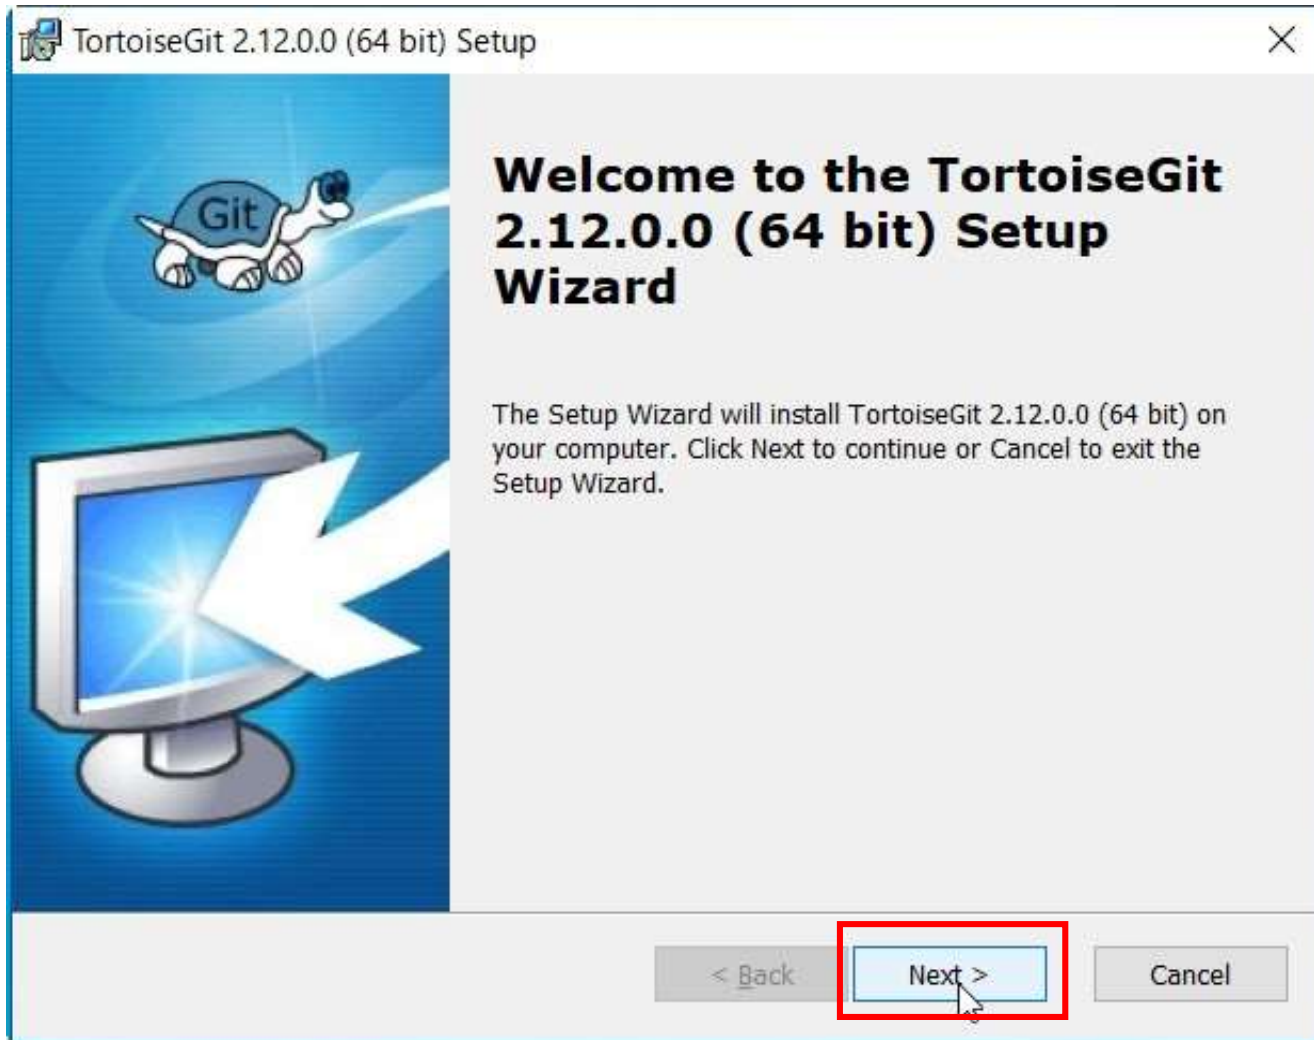 TortoiseGit 2.12.0.0 (64 bit) Setup
Git
Welcome to the TortoiseGit
2.12.0.0 (64 bit) Setup
Wizard
The Setup Wizard will install TortoiseGit 2.12.0.0 (64 bit) on
your computer. Click Next to continue or Cancel to exit the
Setup Wizard.
< Back Next > Cancel